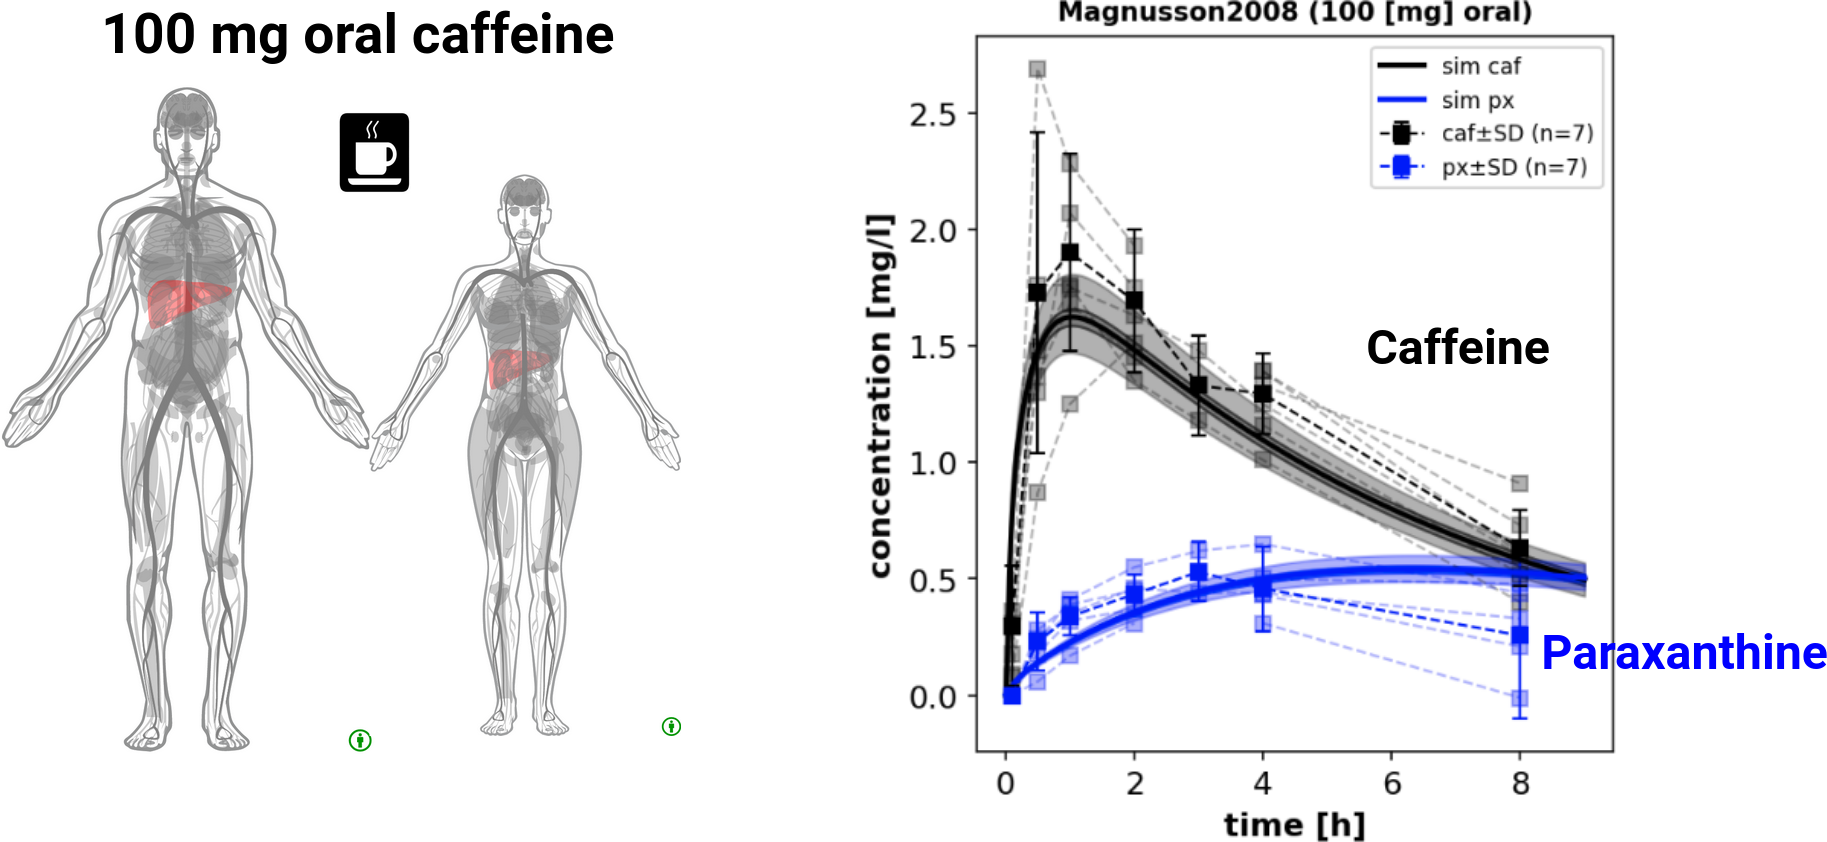 100 mg oral caffeine
Magnusson2008 (100 [mg] oral)
sim caf
sim px
caf±SD (n=7)
px±SD (n=7)
concentration [mg/l]
2.5
2.0
1.5
1.0
0.5
0.0
Caffeine
Paraxanthine
0 2 4 6 8
time [h]